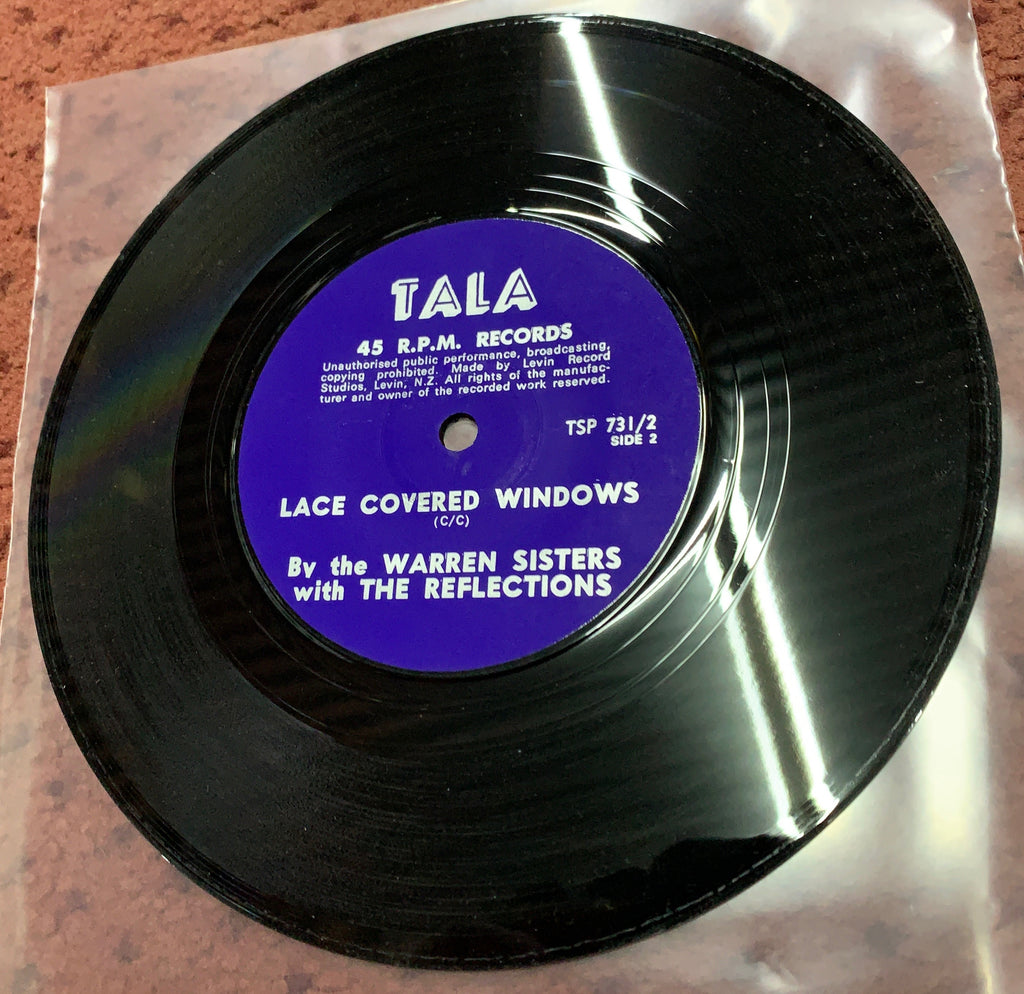 TALA
45 R.P.M. RECORDS
Unauthorised public performance, broadcasting,
copying prohibited. Made by Levin Record
Studios, Levin, N.Z. All rights of the manufac-
turer and owner of the recorded work reserved.
TSP 731/2
SIDE 2
LACE COVERED WINDOWS
(C/C)
By the WARREN SISTERS
with THE REFLECTIONS